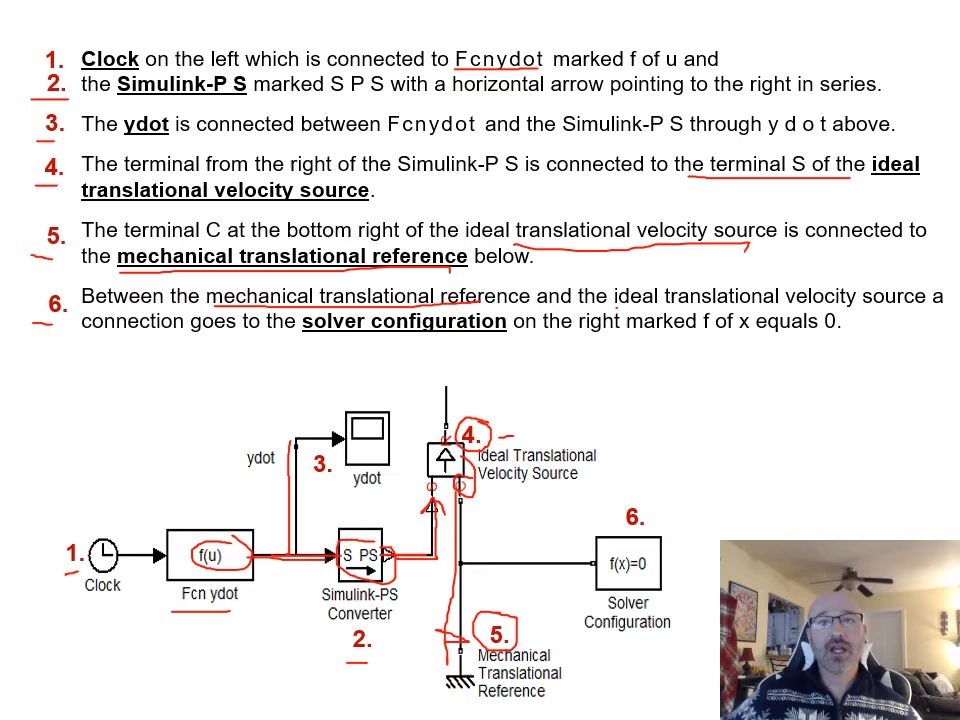 1. Clock on the left which is connected to Fcnydot marked f of u and
2. the Simulink-P S marked S P S with a horizontal arrow pointing to the right in series.
3. The ydot is connected between Fcnydot and the Simulink-P S through y d o t above.
4. The terminal from the right of the Simulink-P S is connected to the terminal S of the ideal
translational velocity source.
5. The terminal C at the bottom right of the ideal translational velocity source is connected to
the mechanical translational reference below.
6. Between the mechanical translational reference and the ideal translational velocity source a
connection goes to the solver configuration on the right marked f of x equals 0.
4.
R
Ideal Translational
Velocity Source
ydot
3.
ydot
S
C
6.
1.
Clock
f(u)
Fcn ydot
S PS
Simulink-PS
Converter
2.
f(x)=0
Solver
Configuration
5.
Mechanical
Translational
Reference